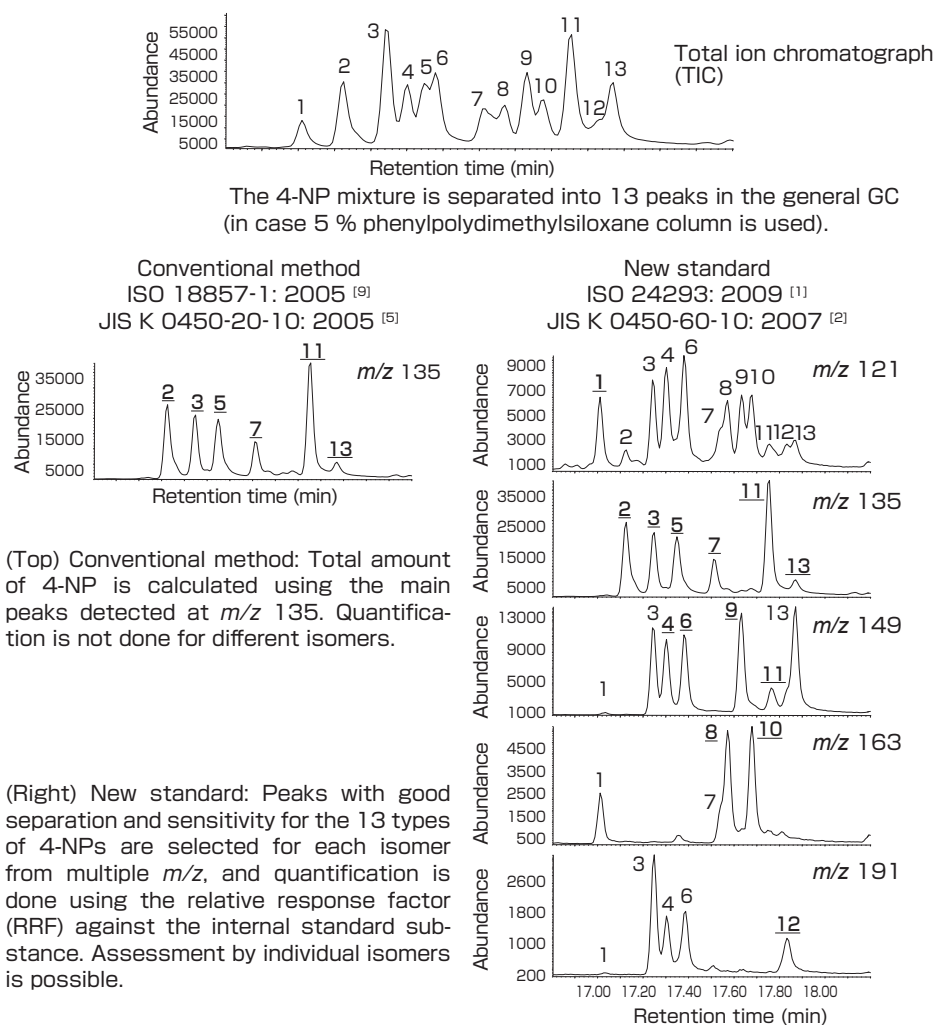 55000
45000
35000
25000
15000
5000
Abundance
1
2
3
4
5
6
7
8
9
10
11
12
13
Total ion chromatograph
(TIC)
Retention time (min)
The 4-NP mixture is separated into 13 peaks in the general GC
(in case 5 % phenylpolydimethylsiloxane column is used).
Conventional method
ISO 18857-1: 2005 [9]
JIS K 0450-20-10: 2005 [5]
35000
25000
15000
5000
Abundance
2
3
5
7
11
13
m/z 135
Retention time (min)
(Top) Conventional method: Total amount
of 4-NP is calculated using the main
peaks detected at m/z 135. Quantifica-
tion is not done for different isomers.
(Right) New standard: Peaks with good
separation and sensitivity for the 13 types
of 4-NPs are selected for each isomer
from multiple m/z, and quantification is
done using the relative response factor
(RRF) against the internal standard sub-
stance. Assessment by individual isomers
is possible.
New standard
ISO 24293: 2009 [1]
JIS K 0450-60-10: 2007 [2]
9000
7000
5000
3000
1000
Abundance
1
2
3
4
6
7
8
910
111213
m/z 121
35000
25000
15000
5000
Abundance
2
3
5
7
11
13
m/z 135
13000
9000
5000
1000
Abundance
1
3
4
6
9
11
13
m/z 149
4500
3500
2500
1500
500
Abundance
1
7
8
10
m/z 163
2600
1800
1000
200
Abundance
1
3
4
6
12
m/z 191
17.00 17.20 17.40 17.60 17.80 18.00
Retention time (min)